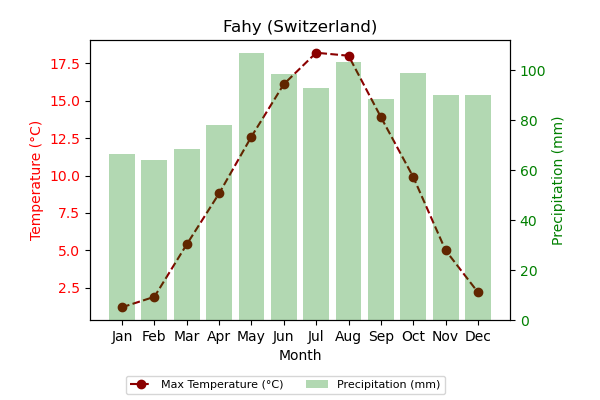 Fahy (Switzerland)
Temperature (°C)
17.5
15.0
12.5
10.0
7.5
5.0
2.5
100
80
60
40
20
0
Precipitation (mm)
Jan Feb Mar Apr May Jun Jul Aug Sep Oct Nov Dec
Month
Max Temperature (°C) Precipitation (mm)